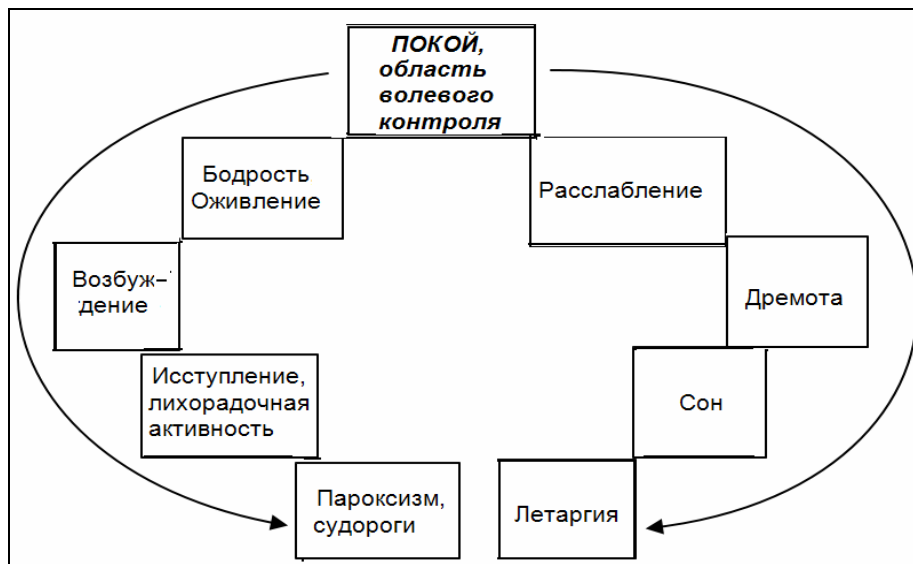 ПОКОЙ,
область
волевого
контроля
Бодрость
Оживление
Расслабление
Возбуж–
дение
Дремота
Исступление,
лихорадочная
активность
Сон
Пароксизм,
судороги
Летаргия